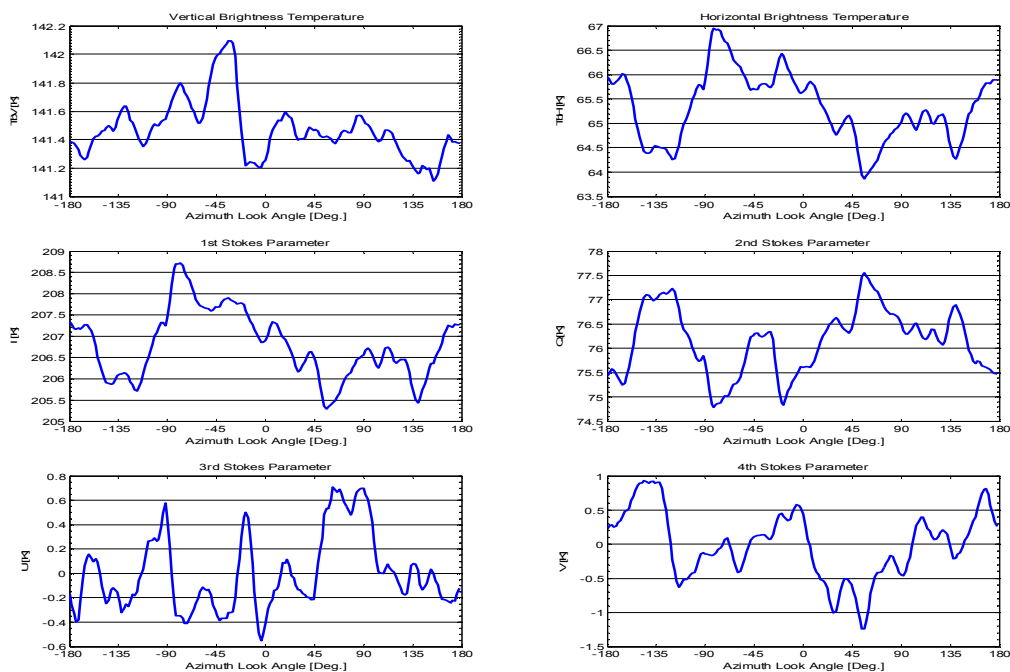 Vertical Brightness Temperature
142.2
142
141.8
141.6
141.4
141.2
141
-180 -135 -90 -45 0 45 90 135 180
Azimuth Look Angle [Deg.]
Horizontal Brightness Temperature
67
66.5
66
65.5
65
64.5
64
63.5
-180 -135 -90 -45 0 45 90 135 180
Azimuth Look Angle [Deg.]
1st Stokes Parameter
209
208.5
208
207.5
207
206.5
206
205.5
205
I [K]
-180 -135 -90 -45 0 45 90 135 180
Azimuth Look Angle [Deg.]
2nd Stokes Parameter
78
77.5
77
76.5
76
75.5
75
74.5
Q[K]
-180 -135 -90 -45 0 45 90 135 180
Azimuth Look Angle [Deg.]
3rd Stokes Parameter
0.8
0.6
0.4
0.2
0
-0.2
-0.4
-0.6
U[K]
-180 -135 -90 -45 0 45 90 135 180
Azimuth Look Angle [Deg.]
4th Stokes Parameter
1
0.5
0
-0.5
-1
-1.5
V[K]
-180 -135 -90 -45 0 45 90 135 180
Azimuth Look Angle [Deg.]